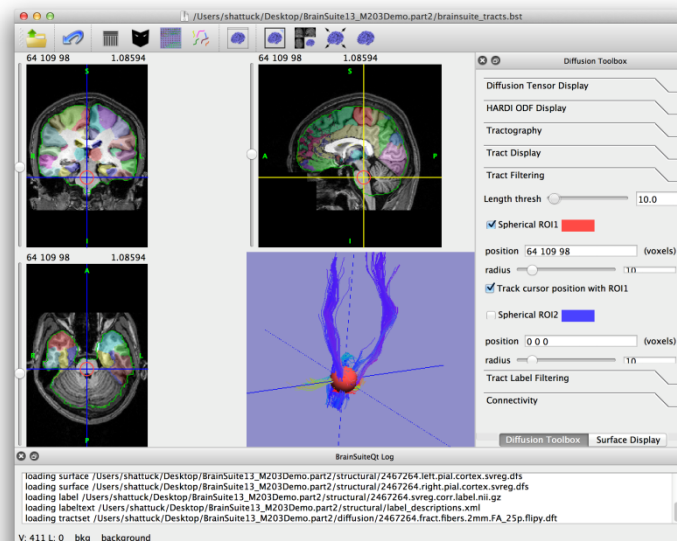 /Users/shattuck/Desktop/BrainSuite13_M203Demo.part2/brainsuite_tracts.bst
64 109 98 1.08594
64 109 98 1.08594
S
R L
I
S
A P
I
64 109 98 1.08594
A
R L
P
Diffusion Toolbox
Diffusion Tensor Display
HARDI ODF Display
Tractography
Tract Display
Tract Filtering
Length thresh 10.0
Spherical ROI1
position 64 109 98 (voxels)
radius 10
Track cursor position with ROI1
Spherical ROI2
position 0 0 0 (voxels)
radius 10
Tract Label Filtering
Connectivity
Diffusion Toolbox Surface Display
BrainSuiteQt Log
loading surface /Users/shattuck/Desktop/BrainSuite13_M203Demo.part2/structural/2467264.left.pial.cortex.svreg.dfs
loading surface /Users/shattuck/Desktop/BrainSuite13_M203Demo.part2/structural/2467264.right.pial.cortex.svreg.dfs
loading label /Users/shattuck/Desktop/BrainSuite13_M203Demo.part2/structural/2467264.svreg.corr.label.nii.gz
loading labeltext /Users/shattuck/Desktop/BrainSuite13_M203Demo.part2/structural/label_descriptions.xml
loading tractset /Users/shattuck/Desktop/BrainSuite13_M203Demo.part2/diffusion/2467264.fract.fibers.2mm.FA_25p.flipy.dft
V: 411 L: 0 bkg background